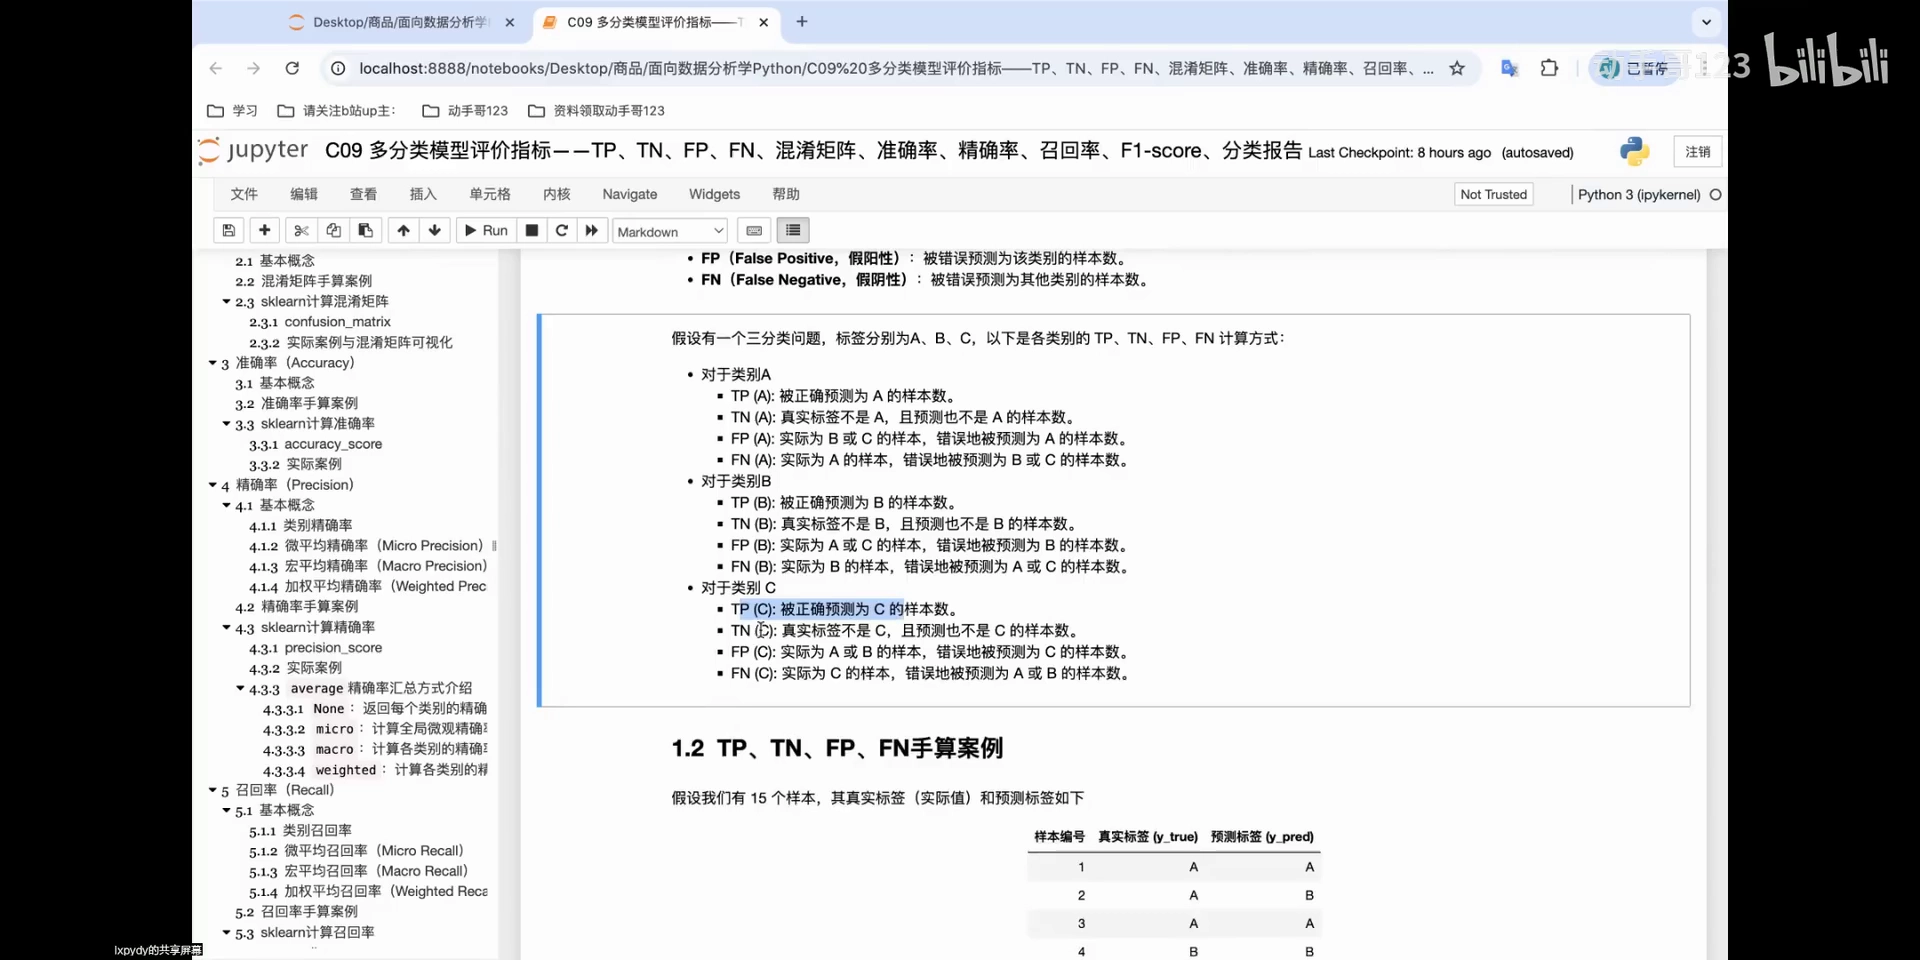 Desktop/商品/面向数据分析学
C09 多分类模型评价指标——T
localhost:8888/notebooks/Desktop/商品/面向数据分析学Python/C09%20多分类模型评价指标——TP、TN、FP、FN、混淆矩阵、准确率、精确率、召回率、...
已暂停
123
bilibili
学习
请关注b站up主：
动手哥123
资料领取动手哥123
jupyter
C09 多分类模型评价指标——TP、TN、FP、FN、混淆矩阵、准确率、精确率、召回率、F1-score、分类报告
Last Checkpoint: 8 hours ago
(autosaved)
注销
文件
编辑
查看
插入
单元格
内核
Navigate
Widgets
帮助
Not Trusted
Python 3 (ipykernel)
Run
Markdown
2.1 基本概念
2.2 混淆矩阵手算案例
2.3 sklearn计算混淆矩阵
2.3.1 confusion_matrix
2.3.2 实际案例与混淆矩阵可视化
3 准确率（Accuracy）
3.1 基本概念
3.2 准确率手算案例
3.3 sklearn计算准确率
3.3.1 accuracy_score
3.3.2 实际案例
4 精确率（Precision）
4.1 基本概念
4.1.1 类别精确率
4.1.2 微平均精确率（Micro Precision）
4.1.3 宏平均精确率（Macro Precision）
4.1.4 加权平均精确率（Weighted Prec
4.2 精确率手算案例
4.3 sklearn计算精确率
4.3.1 precision_score
4.3.2 实际案例
4.3.3 average 精确率汇总方式介绍
4.3.3.1 None：返回每个类别的精确
4.3.3.2 micro：计算全局微观精确率
4.3.3.3 macro：计算各类别的精确率
4.3.3.4 weighted：计算各类别的精
5 召回率（Recall）
5.1 基本概念
5.1.1 类别召回率
5.1.2 微平均召回率（Micro Recall）
5.1.3 宏平均召回率（Macro Recall）
5.1.4 加权平均召回率（Weighted Reca
5.2 召回率手算案例
5.3 sklearn计算召回率
• FP（False Positive，假阳性）：被错误预测为该类别的样本数。
• FN（False Negative，假阴性）：被错误预测为其他类别的样本数。
假设有一个三分类问题，标签分别为A、B、C，以下是各类别的 TP、TN、FP、FN 计算方式：
• 对于类别A
▪ TP (A): 被正确预测为 A 的样本数。
▪ TN (A): 真实标签不是 A，且预测也不是 A 的样本数。
▪ FP (A): 实际为 B 或 C 的样本，错误地被预测为 A 的样本数。
▪ FN (A): 实际为 A 的样本，错误地被预测为 B 或 C 的样本数。
• 对于类别B
▪ TP (B): 被正确预测为 B 的样本数。
▪ TN (B): 真实标签不是 B，且预测也不是 B 的样本数。
▪ FP (B): 实际为 A 或 C 的样本，错误地被预测为 B 的样本数。
▪ FN (B): 实际为 B 的样本，错误地被预测为 A 或 C 的样本数。
• 对于类别 C
▪ TP (C): 被正确预测为 C 的样本数。
▪ TN (C): 真实标签不是 C，且预测也不是 C 的样本数。
▪ FP (C): 实际为 A 或 B 的样本，错误地被预测为 C 的样本数。
▪ FN (C): 实际为 C 的样本，错误地被预测为 A 或 B 的样本数。
1.2 TP、TN、FP、FN手算案例
假设我们有 15 个样本，其真实标签（实际值）和预测标签如下
样本编号 真实标签 (y_true) 预测标签 (y_pred)
1 A A
2 A B
3 A A
4 B B
lxpydy的共享屏幕